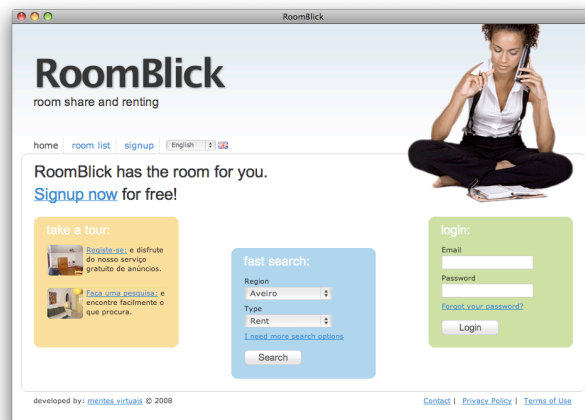 RoomBlick
RoomBlick
room share and renting
home room list signup English
RoomBlick has the room for you.
Signup now for free!
take a tour:
Registe-se: e disfrute
do nosso serviço
gratuito de anúncios.
Faça uma pesquisa: e
encontre facilmente o
que procura.
fast search:
Region
Aveiro
Type
Rent
I need more search options
Search
login:
Email
Password
Forgot your password?
Login
developed by: mentes virtuais © 2008
Contact | Privacy Policy | Terms of Use